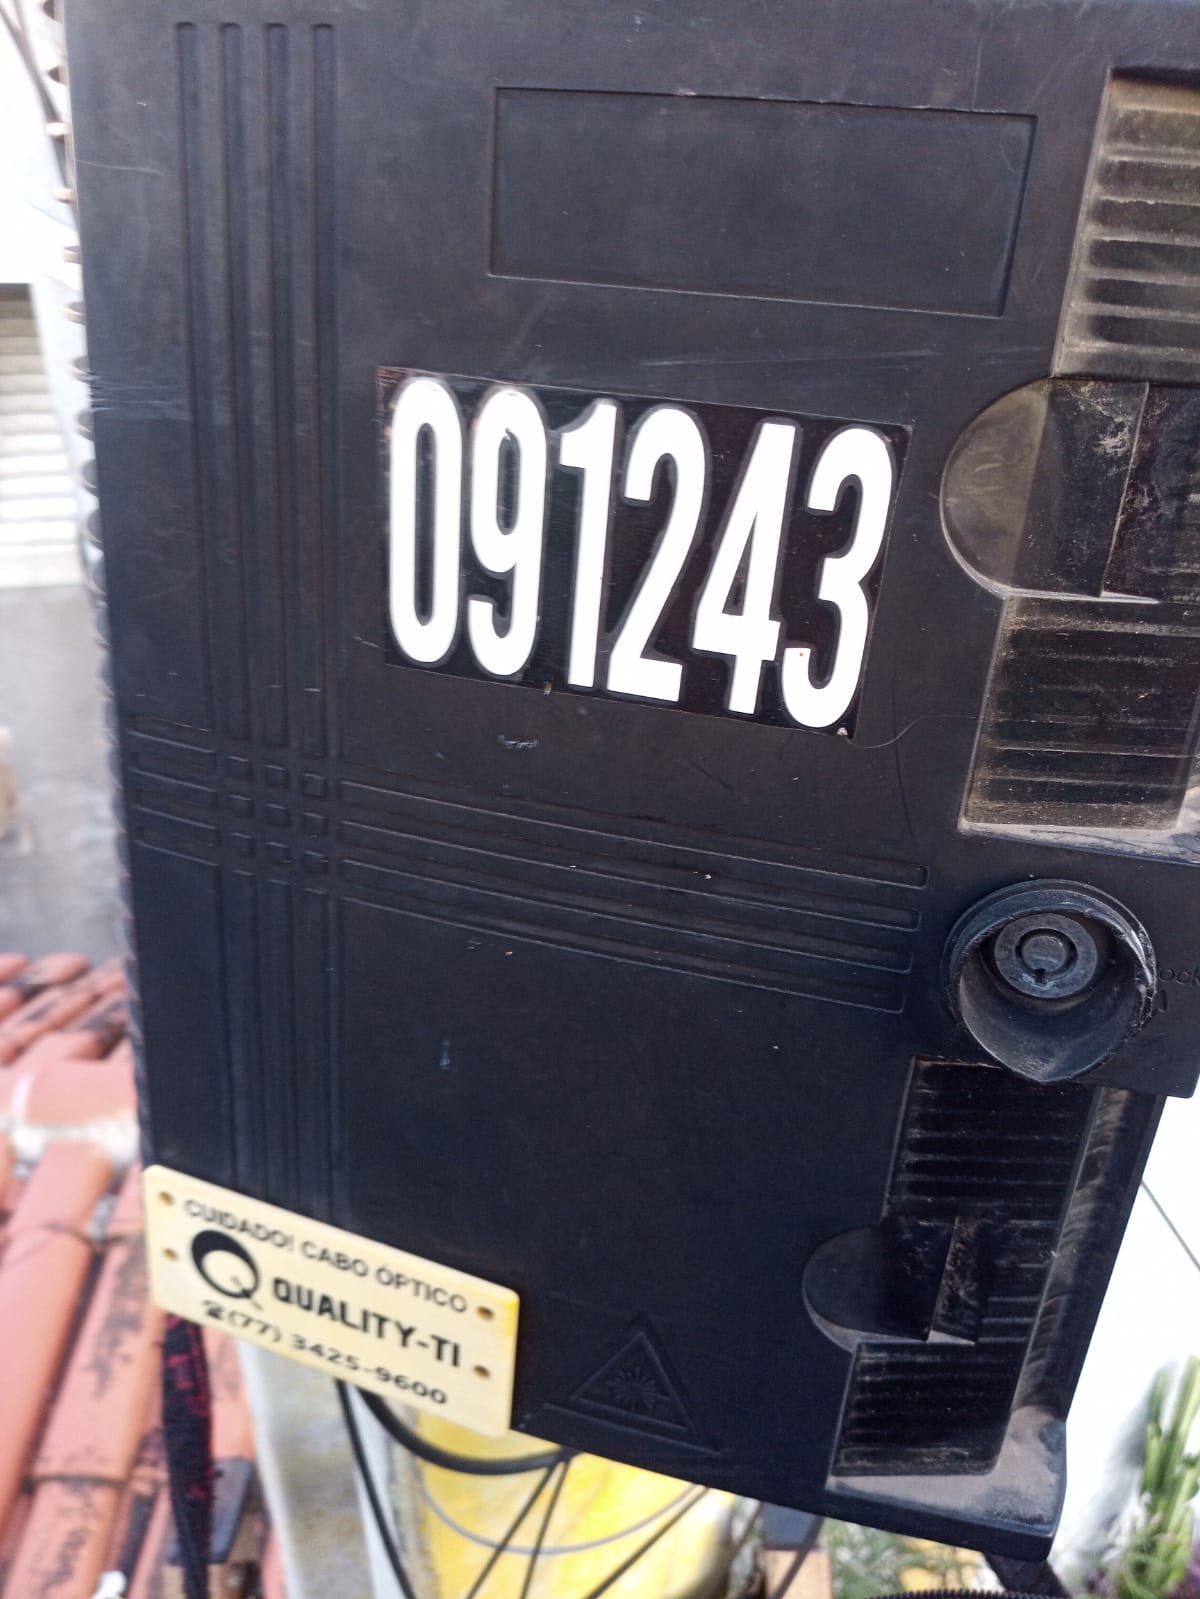 091243
CUIDADO! CABO ÓPTICO
QUALITY-TI
(77) 3425-9600